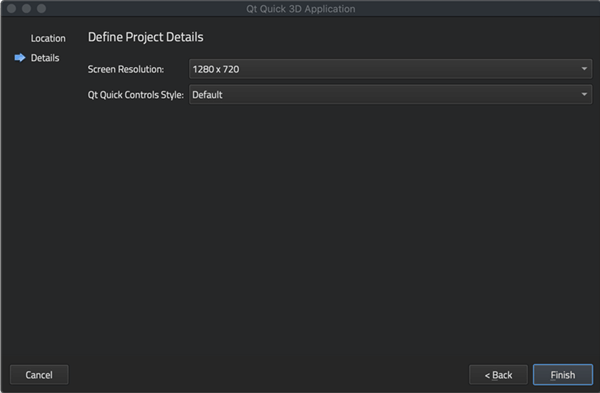 Qt Quick 3D Application
Location
Details
Define Project Details
Screen Resolution: 1280 x 720
Qt Quick Controls Style: Default
Cancel
< Back
Finish